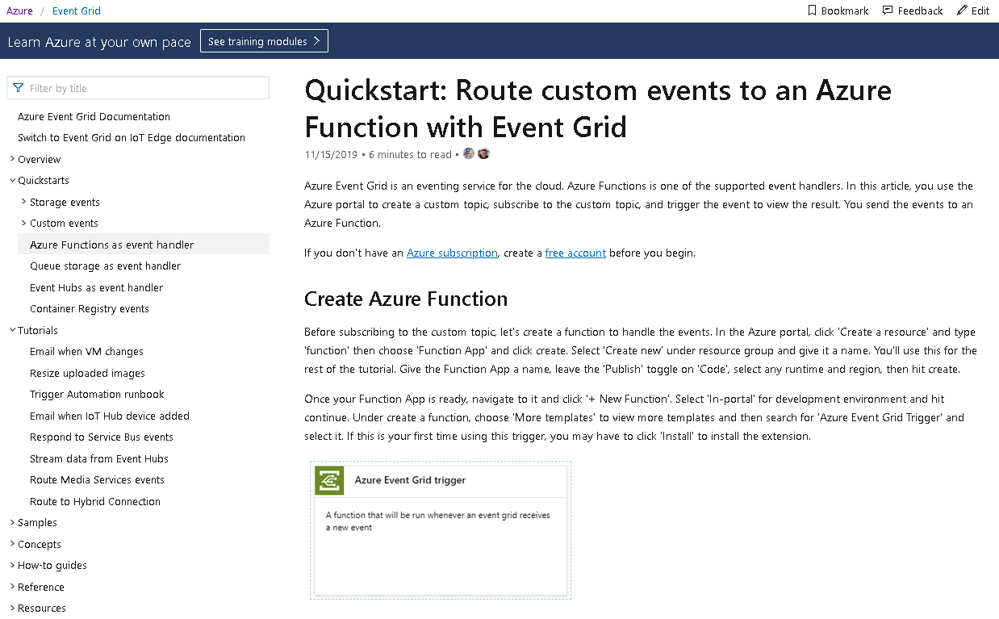 Azure / Event Grid
Bookmark Feedback Edit
Learn Azure at your own pace See training modules
Filter by title
Azure Event Grid Documentation
Switch to Event Grid on IoT Edge documentation
Overview
Quickstarts
Storage events
Custom events
Azure Functions as event handler
Queue storage as event handler
Event Hubs as event handler
Container Registry events
Tutorials
Email when VM changes
Resize uploaded images
Trigger Automation runbook
Email when IoT Hub device added
Respond to Service Bus events
Stream data from Event Hubs
Route Media Services events
Route to Hybrid Connection
Samples
Concepts
How-to guides
Reference
Resources
Quickstart: Route custom events to an Azure
Function with Event Grid
11/15/2019 • 6 minutes to read •
Azure Event Grid is an eventing service for the cloud. Azure Functions is one of the supported event handlers. In this article, you use the
Azure portal to create a custom topic, subscribe to the custom topic, and trigger the event to view the result. You send the events to an
Azure Function.
If you don't have an Azure subscription, create a free account before you begin.
Create Azure Function
Before subscribing to the custom topic, let's create a function to handle the events. In the Azure portal, click 'Create a resource' and type
'function' then choose 'Function App' and click create. Select 'Create new' under resource group and give it a name. You'll use this for the
rest of the tutorial. Give the Function App a name, leave the 'Publish' toggle on 'Code', select any runtime and region, then hit create.
Once your Function App is ready, navigate to it and click '+ New Function'. Select 'In-portal' for development environment and hit
continue. Under create a function, choose 'More templates' to view more templates and then search for 'Azure Event Grid Trigger' and
select it. If this is your first time using this trigger, you may have to click 'Install' to install the extension.
Azure Event Grid trigger
A function that will be run whenever an event grid receives
a new event